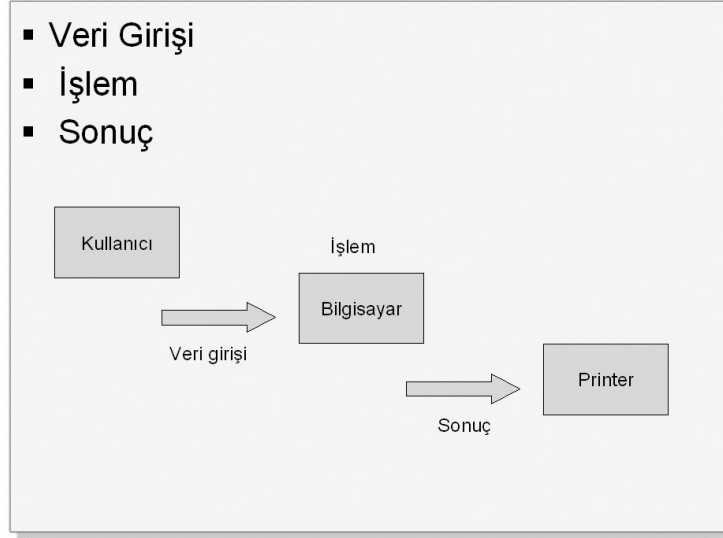 ▪ Veri Girişi
▪ İşlem
▪ Sonuç
Kullanıcı
İşlem
Bilgisayar
Veri girişi
Printer
Sonuç